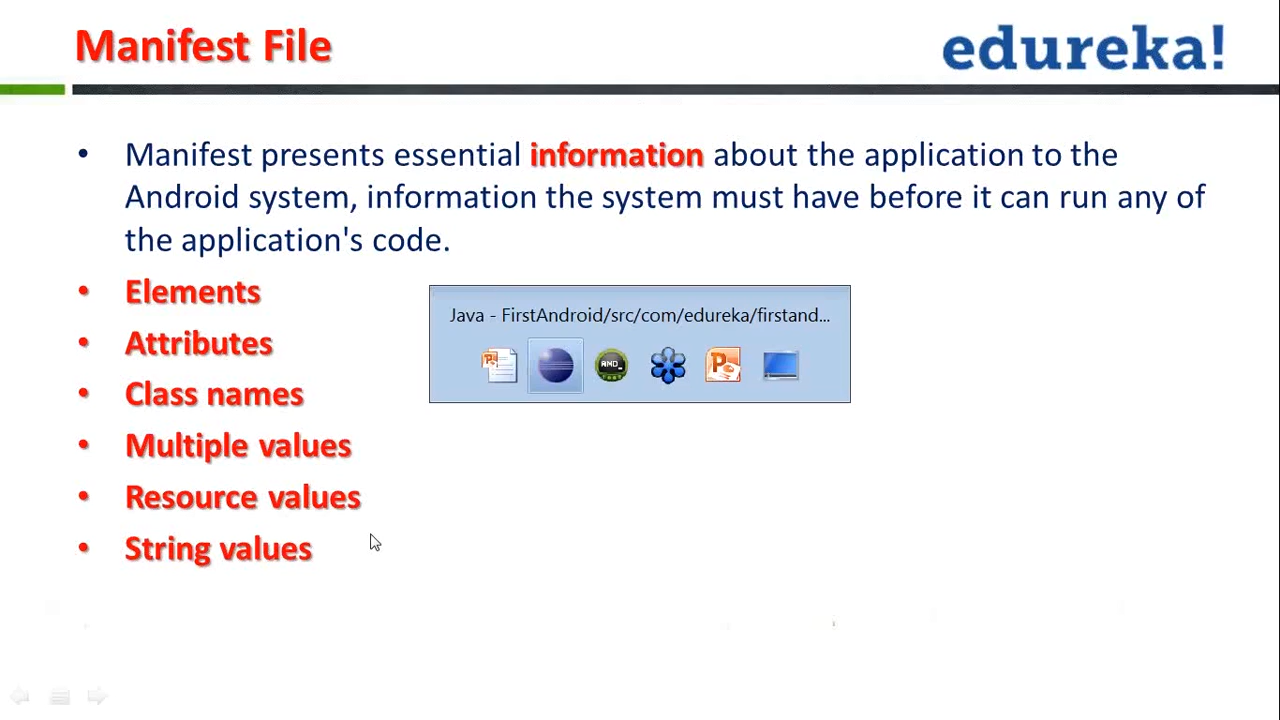 Manifest File
edureka!
• Manifest presents essential information about the application to the
Android system, information the system must have before it can run any of
the application's code.
• Elements
• Attributes
• Class names
• Multiple values
• Resource values
• String values
Java - FirstAndroid/src/com/edureka/firstand...
AND_